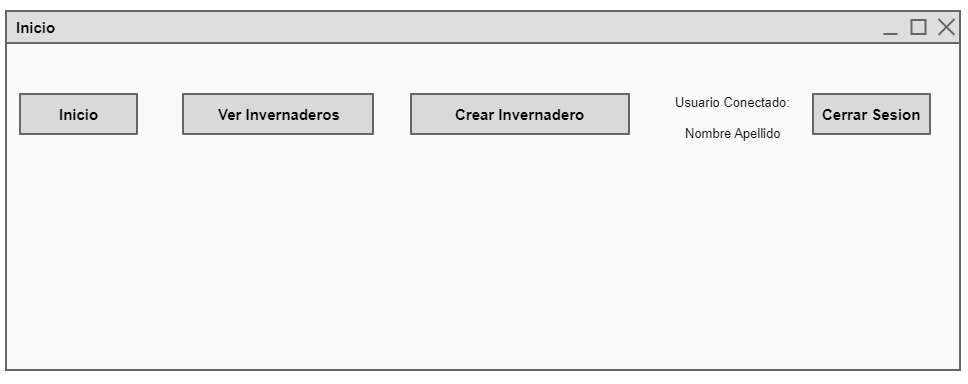 Inicio
Inicio
Ver Invernaderos
Crear Invernadero
Usuario Conectado:
Nombre Apellido
Cerrar Sesion